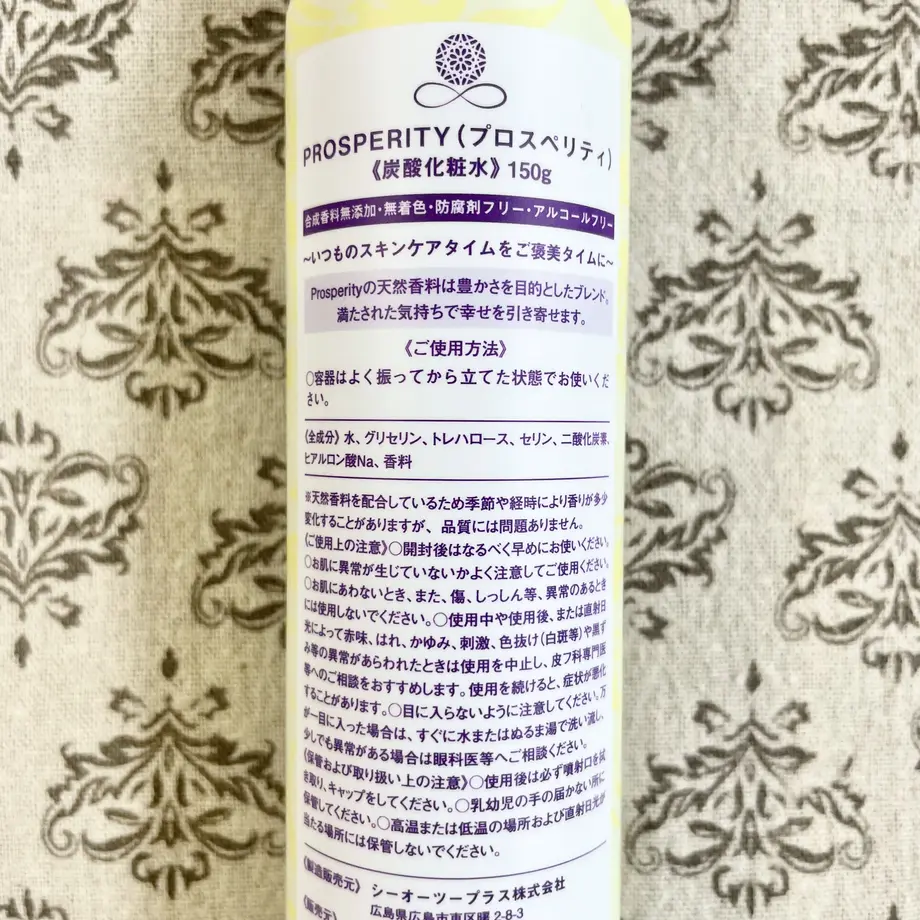 PROSPERITY(プロスペリティ)
《炭酸化粧水》150g
合成香料無添加・無着色・防腐剤フリー・アルコールフリー
〜いつものスキンケアタイムをご褒美タイムに〜
Prosperityの天然香料は豊かさを目的としたブレンド。
満たされた気持ちで幸せを引き寄せます。
《ご使用方法》
○容器はよく振ってから立てた状態でお使いくだ
さい。
《全成分》水、グリセリン、トレハロース、セリン、二酸化炭素、
ヒアルロン酸Na、香料
※天然香料を配合しているため季節や経時により香りが多少
変化することがありますが、品質には問題ありません。
《ご使用上の注意》○開封後はなるべく早めにお使いください。
○お肌に異常が生じていないかよく注意してご使用ください。
○お肌にあわないとき、また、傷、しっしん等、異常のあるとき
には使用しないでください。○使用中や使用後、または直射日
光によって赤味、はれ、かゆみ、刺激、色抜け(白斑等)や黒ず
み等の異常があらわれたときは使用を中止し、皮フ科専門医
等へのご相談をおすすめします。使用を続けると、症状が悪化
することがあります。○目に入らないように注意してください。万
が一目に入った場合は、すぐに水またはぬるま湯で洗い流し、
少しでも異常がある場合は眼科医等へご相談ください。
《保管および取り扱い上の注意》○使用後は必ず噴射口を拭
き取り、キャップをしてください。○乳幼児の手の届かない所に
保管してください。○高温または低温の場所および直射日光が
当たる場所には保管しないでください。
《製造販売元》シーオーツープラス株式会社
広島県広島市東区曙2-8-3
《販売元》